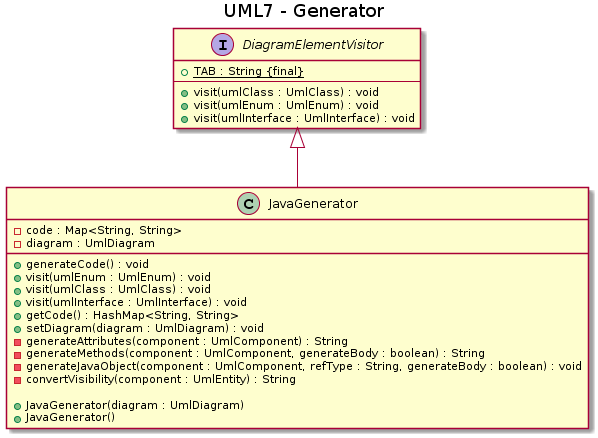 UML7 - Generator
I DiagramElementVisitor
TAB : String {final}
visit(umlClass : UmlClass) : void
visit(umlEnum : UmlEnum) : void
visit(umlInterface : UmlInterface) : void
C JavaGenerator
code : Map<String, String>
diagram : UmlDiagram
generateCode() : void
visit(umlEnum : UmlEnum) : void
visit(umlClass : UmlClass) : void
visit(umlInterface : UmlInterface) : void
getCode() : HashMap<String, String>
setDiagram(diagram : UmlDiagram) : void
generateAttributes(component : UmlComponent) : String
generateMethods(component : UmlComponent, generateBody : boolean) : String
generateJavaObject(component : UmlComponent, refType : String, generateBody : boolean) : void
convertVisibility(component : UmlEntity) : String
JavaGenerator(diagram : UmlDiagram)
JavaGenerator()